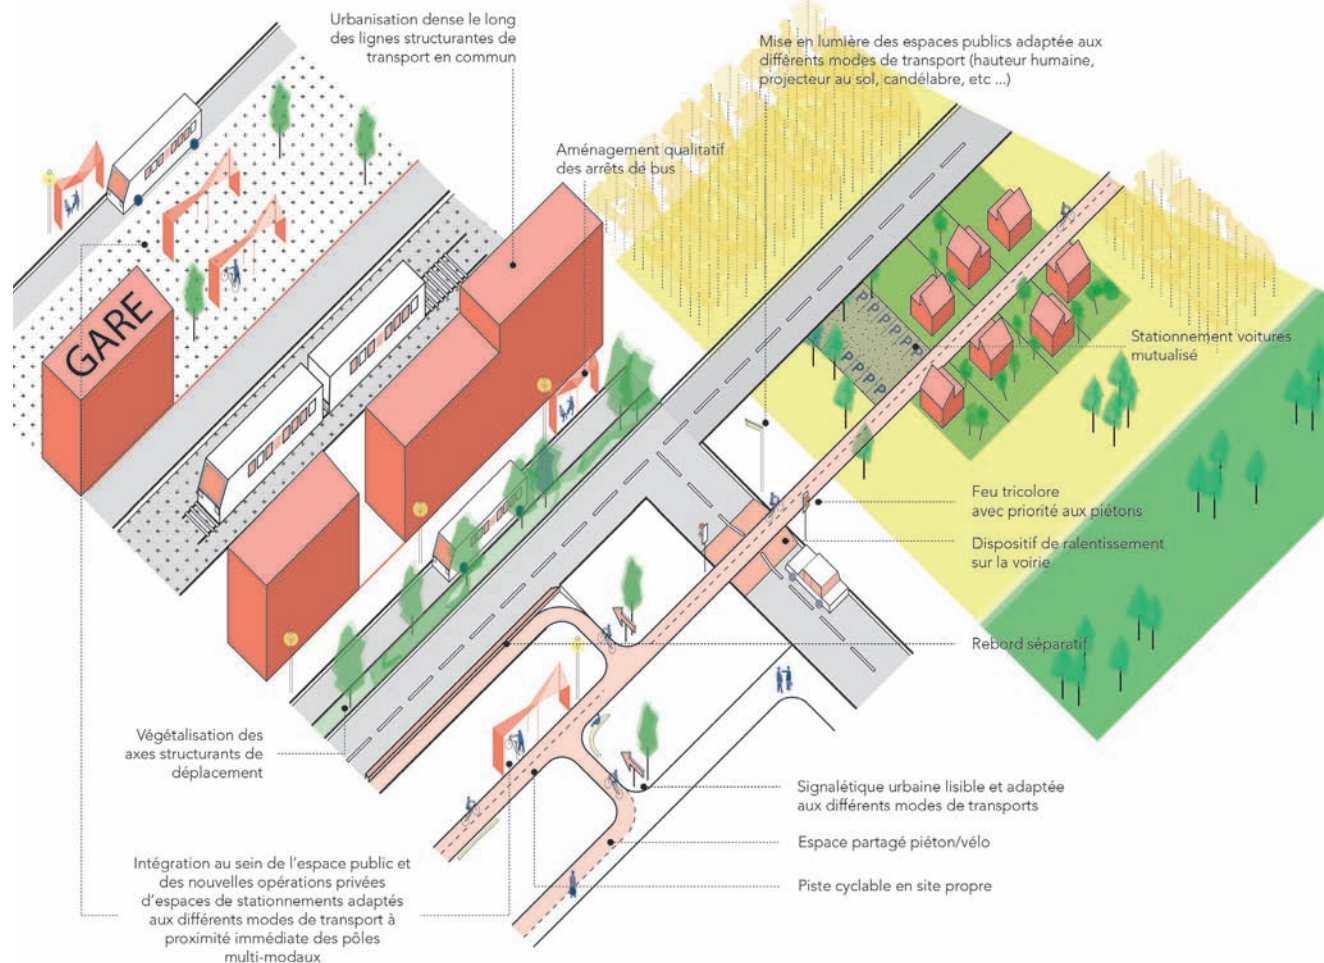 Urbanisation dense le long
des lignes structurantes de
transport en commun
Mise en lumière des espaces publics adaptée aux
différents modes de transport (hauteur humaine,
projecteur au sol, candélabre, etc ...)
Aménagement qualitatif
des arrêts de bus
GARE
PPPPPP
PPPP
Stationnement voitures
mutualisé
Feu tricolore
avec priorité aux piétons
Dispositif de ralentissement
sur la voirie
Rebord séparatif
Végétalisation des
axes structurants de
déplacement
Signalétique urbaine lisible et adaptée
aux différents modes de transports
Espace partagé piéton/vélo
Piste cyclable en site propre
Intégration au sein de l'espace public et
des nouvelles opérations privées
d'espaces de stationnements adaptés
aux différents modes de transport à
proximité immédiate des pôles
multi-modaux